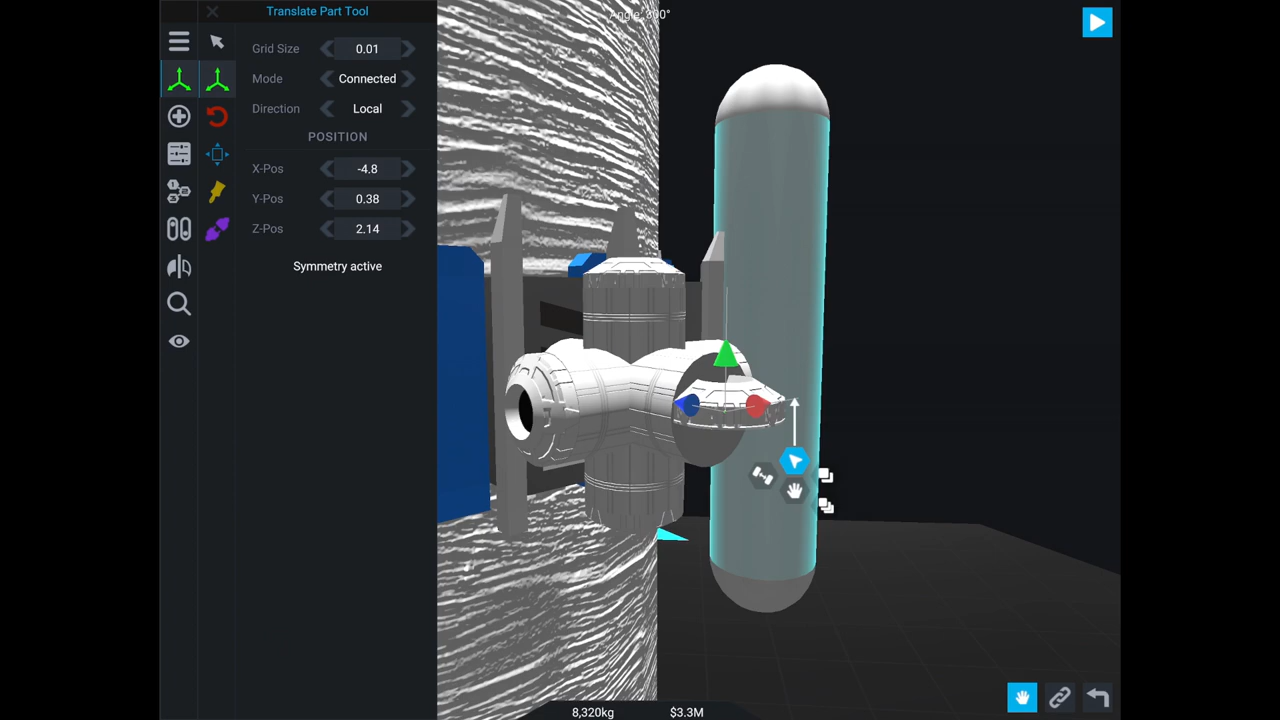 Translate Part Tool
Angle: 300°
Grid Size 0.01
Mode Connected
Direction Local
POSITION
X-Pos -4.8
Y-Pos 0.38
Z-Pos 2.14
Symmetry active
8,320kg $3.3M